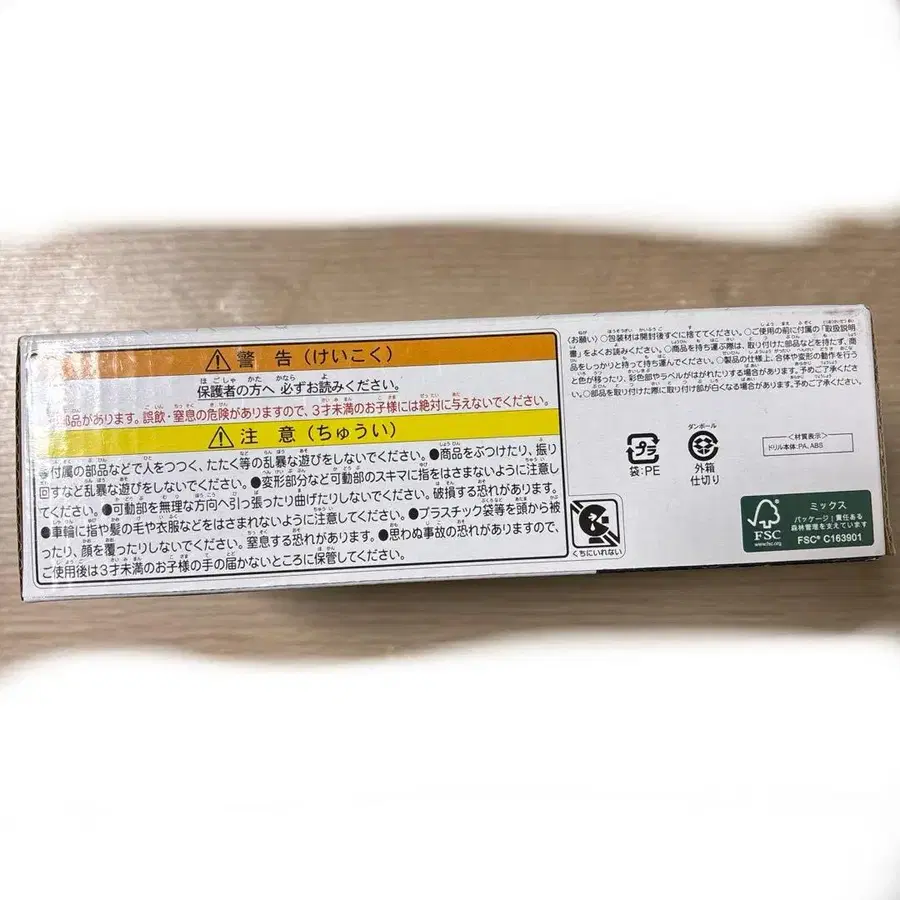 ⚠警告(けいこく)
保護者の方へ 必ずお読みください。
部品があります。誤飲・窒息の危険がありますので、3才未満のお子様には絶対に与えないでください。
⚠注意(ちゅうい)
付属の部品などで人をつつく、たたく等の乱暴な遊びをしないでください。●商品をぶつけたり、振り
回すなど乱暴な遊びをしないでください。●変形部分など可動部のスキマに指をはさまないように注意し
てください。●可動部を無理な方向へ引っ張ったり曲げたりしないでください。破損する恐れがあります。
●車輪に指や髪の毛や衣服などをはさまれないように注意してください。●プラスチック袋等を頭から被
ったり、顔を覆ったりしないでください。窒息する恐れがあります。●思わぬ事故の恐れがありますので、
ご使用後は3才未満のお子様の手の届かないところに保管してください。
〈お願い〉○包装材は開封後すぐに捨ててください。○ご使用の前に付属の「取扱説明
書」をよくお読みください。○商品を持ち運ぶ際は、取り付けた部品などを持たず、商
品をしっかりと持って持ち運んでください。○製品の仕様上、合体や変形の動作を行う
と色が移ったり、彩色部やラベルがはがれたりする場合があります。予めご了承くださ
い。○部品を取り付けた際に取り付け部が白くなる場合があります。予めご了承ください。
プラ
袋:PE
ダンボール
外箱
仕切り
<材質表示>
ドリル本体:PA, ABS
くちにいれない
FSC
www.fsc.org
ミックス
パッケージ|責任ある
森林管理を支えています
FSC® C163901